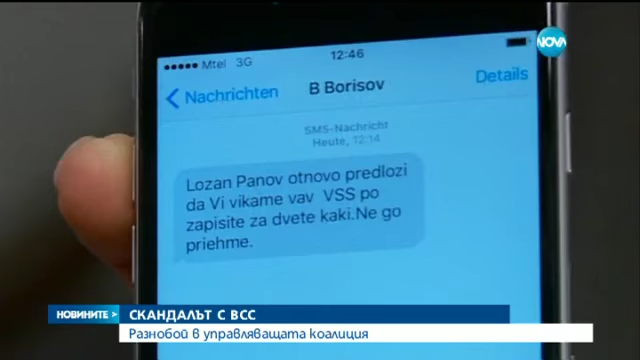 Mtel 3G
12:46
NOVA
Nachrichten
B Borisov
Details
SMS-Nachricht
Heute, 12:14
Lozan Panov otnovo predlozi
da Vi vikame vav VSS po
zapisite za dvete kaki.Ne go
priehme.
НОВИНИТЕ
СКАНДАЛЪТ С ВСС
Разнобой в управляващата коалиция